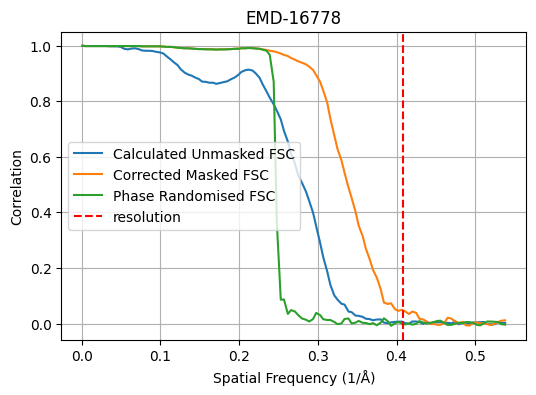 EMD-16778
1.0
0.8
0.6
0.4
0.2
0.0
Correlation
Calculated Unmasked FSC
Corrected Masked FSC
Phase Randomised FSC
resolution
0.0 0.1 0.2 0.3 0.4 0.5
Spatial Frequency (1/Å)